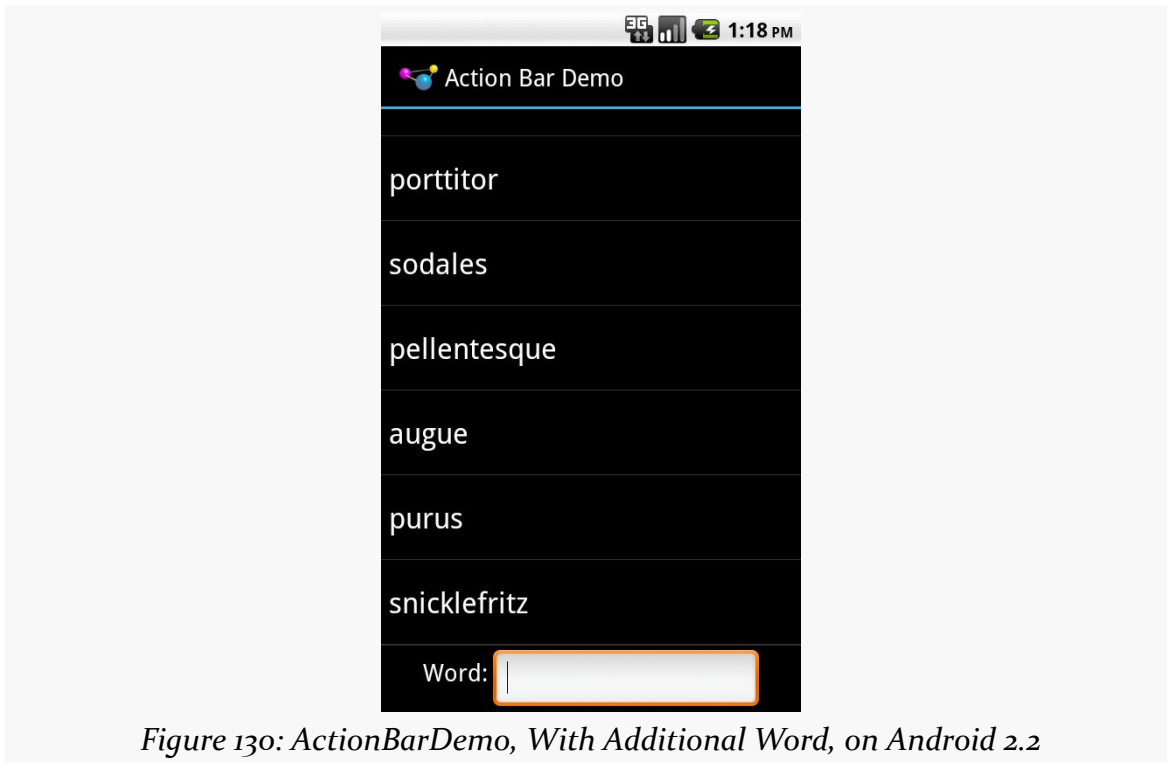 3G 1:18 PM
Action Bar Demo
porttitor
sodales
pellentesque
augue
purus
snicklefritz
Word:
Figure 130: ActionBarDemo, With Additional Word, on Android 2.2